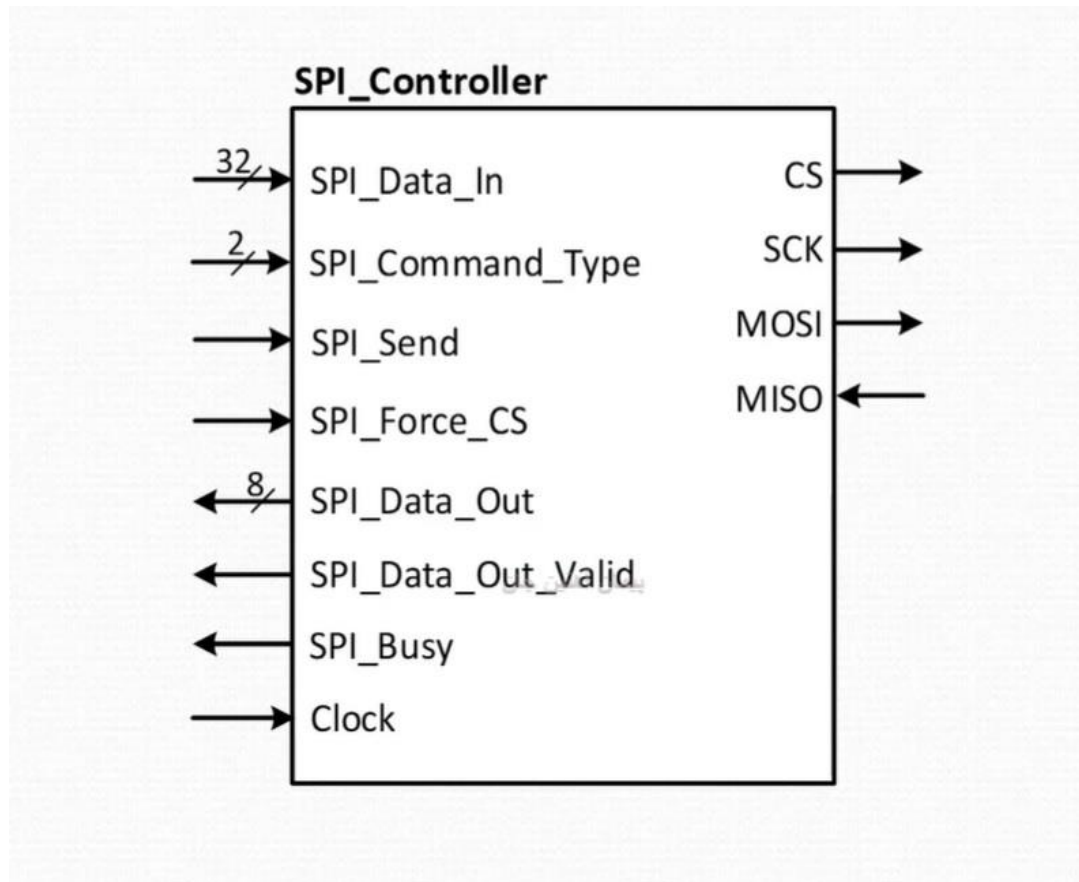 SPI_Controller
32
SPI_Data_In
CS
2
SPI_Command_Type
SCK
SPI_Send
MOSI
SPI_Force_CS
MISO
8
SPI_Data_Out
SPI_Data_Out_Valid
SPI_Busy
Clock